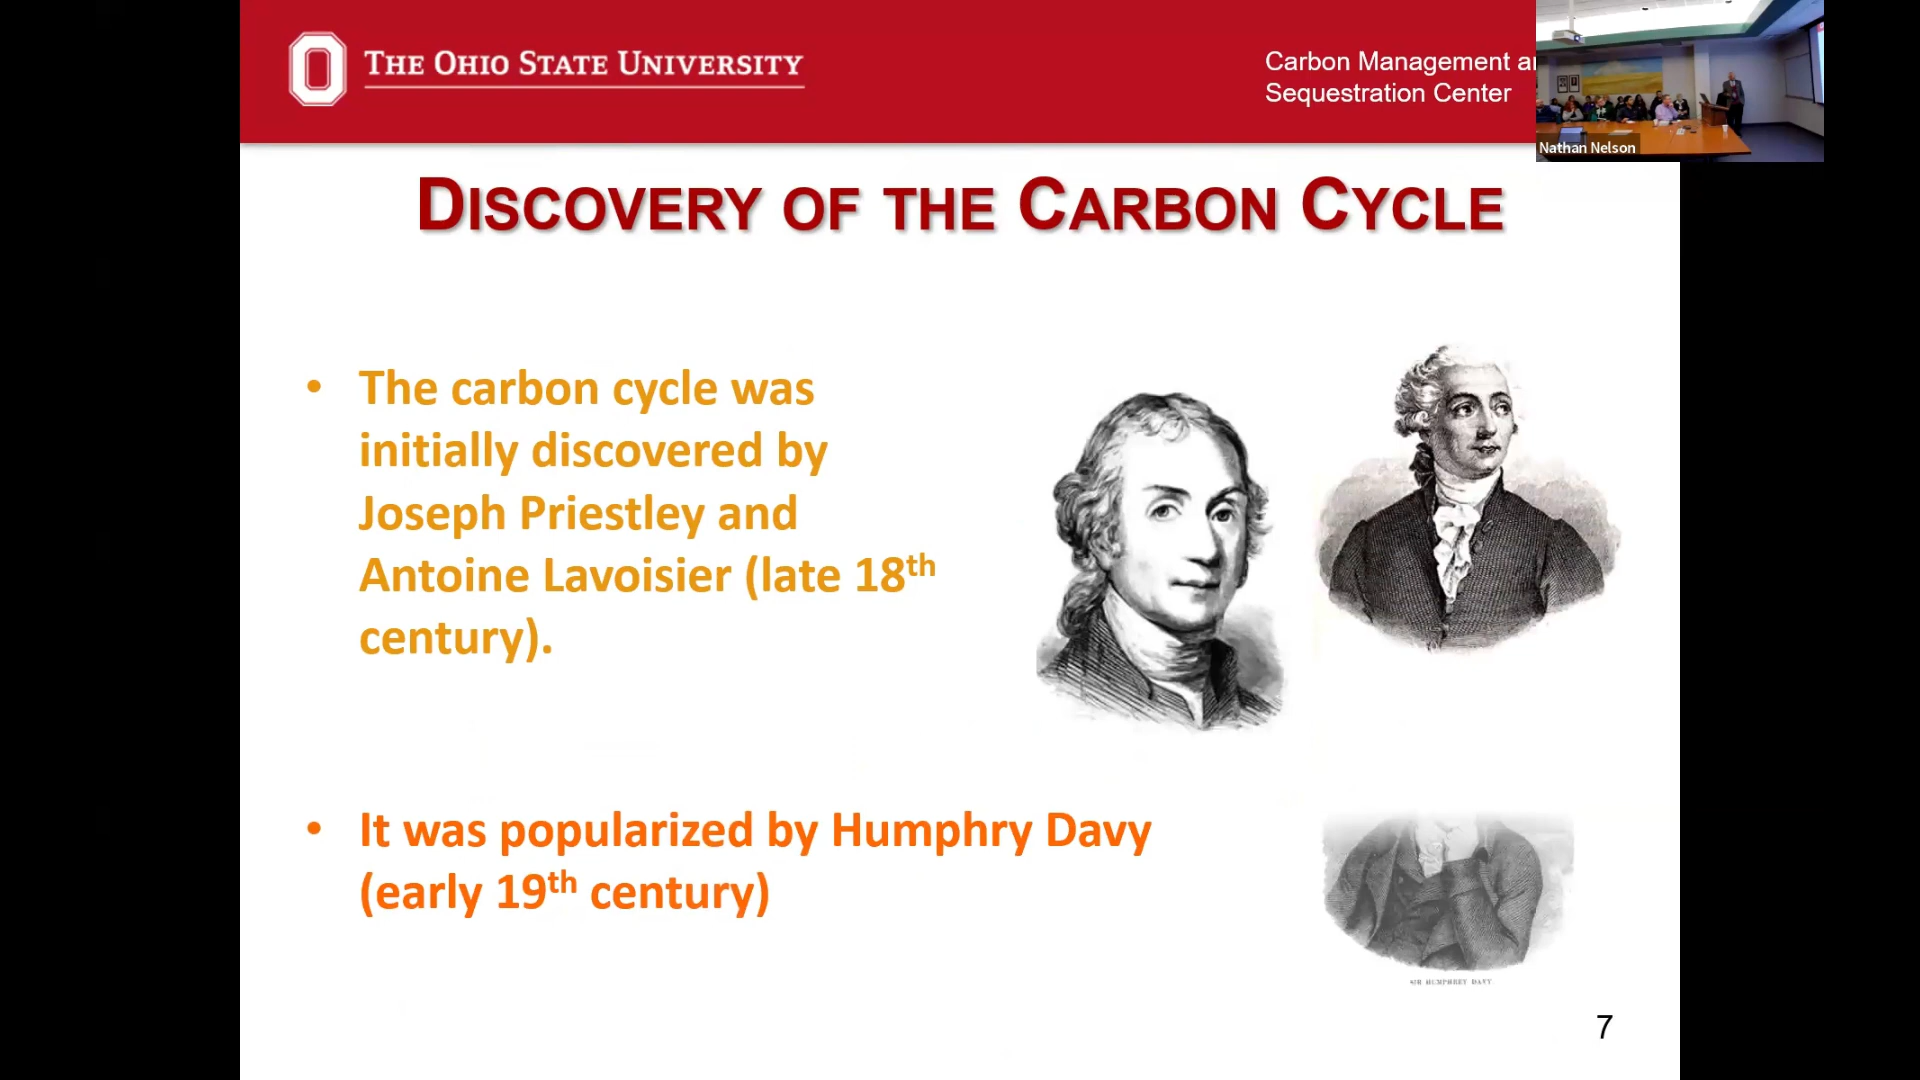 THE OHIO STATE UNIVERSITY
Carbon Management
Sequestration Center
Nathan Nelson
DISCOVERY OF THE CARBON CYCLE
• The carbon cycle was
initially discovered by
Joseph Priestley and
Antoine Lavoisier (late 18th
century).
• It was popularized by Humphry Davy
(early 19th century)
SIR HUMPHREY DAVY
7